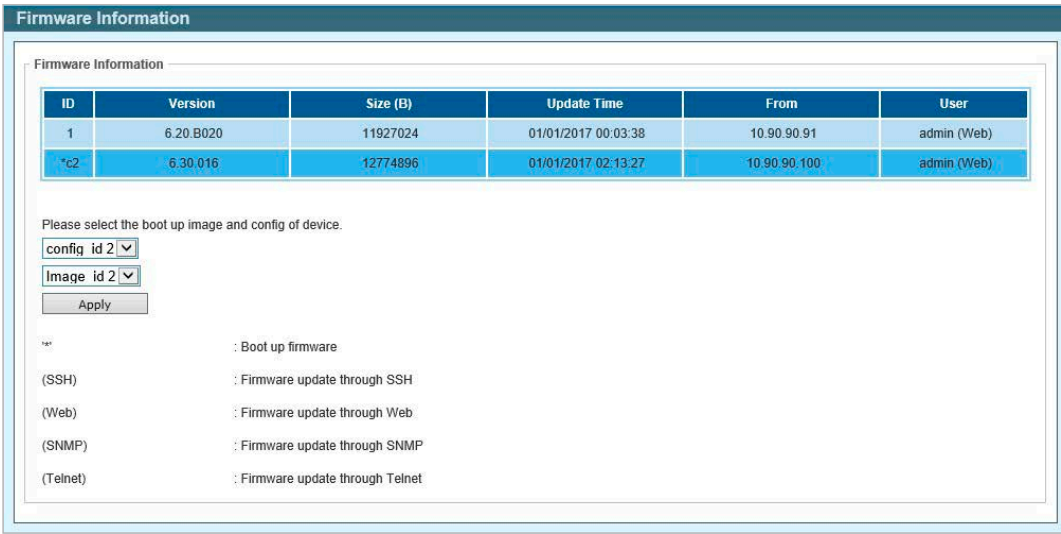 Firmware Information
Firmware Information
ID Version Size (B) Update Time From User
1 6.20.B020 11927024 01/01/2017 00:03:38 10.90.90.91 admin (Web)
*c2 6.30.016 12774896 01/01/2017 02:13:27 10.90.90.100 admin (Web)
Please select the boot up image and config of device.
config_id 2
Image_id 2
Apply
'*' : Boot up firmware
(SSH) : Firmware update through SSH
(Web) : Firmware update through Web
(SNMP) : Firmware update through SNMP
(Telnet) : Firmware update through Telnet